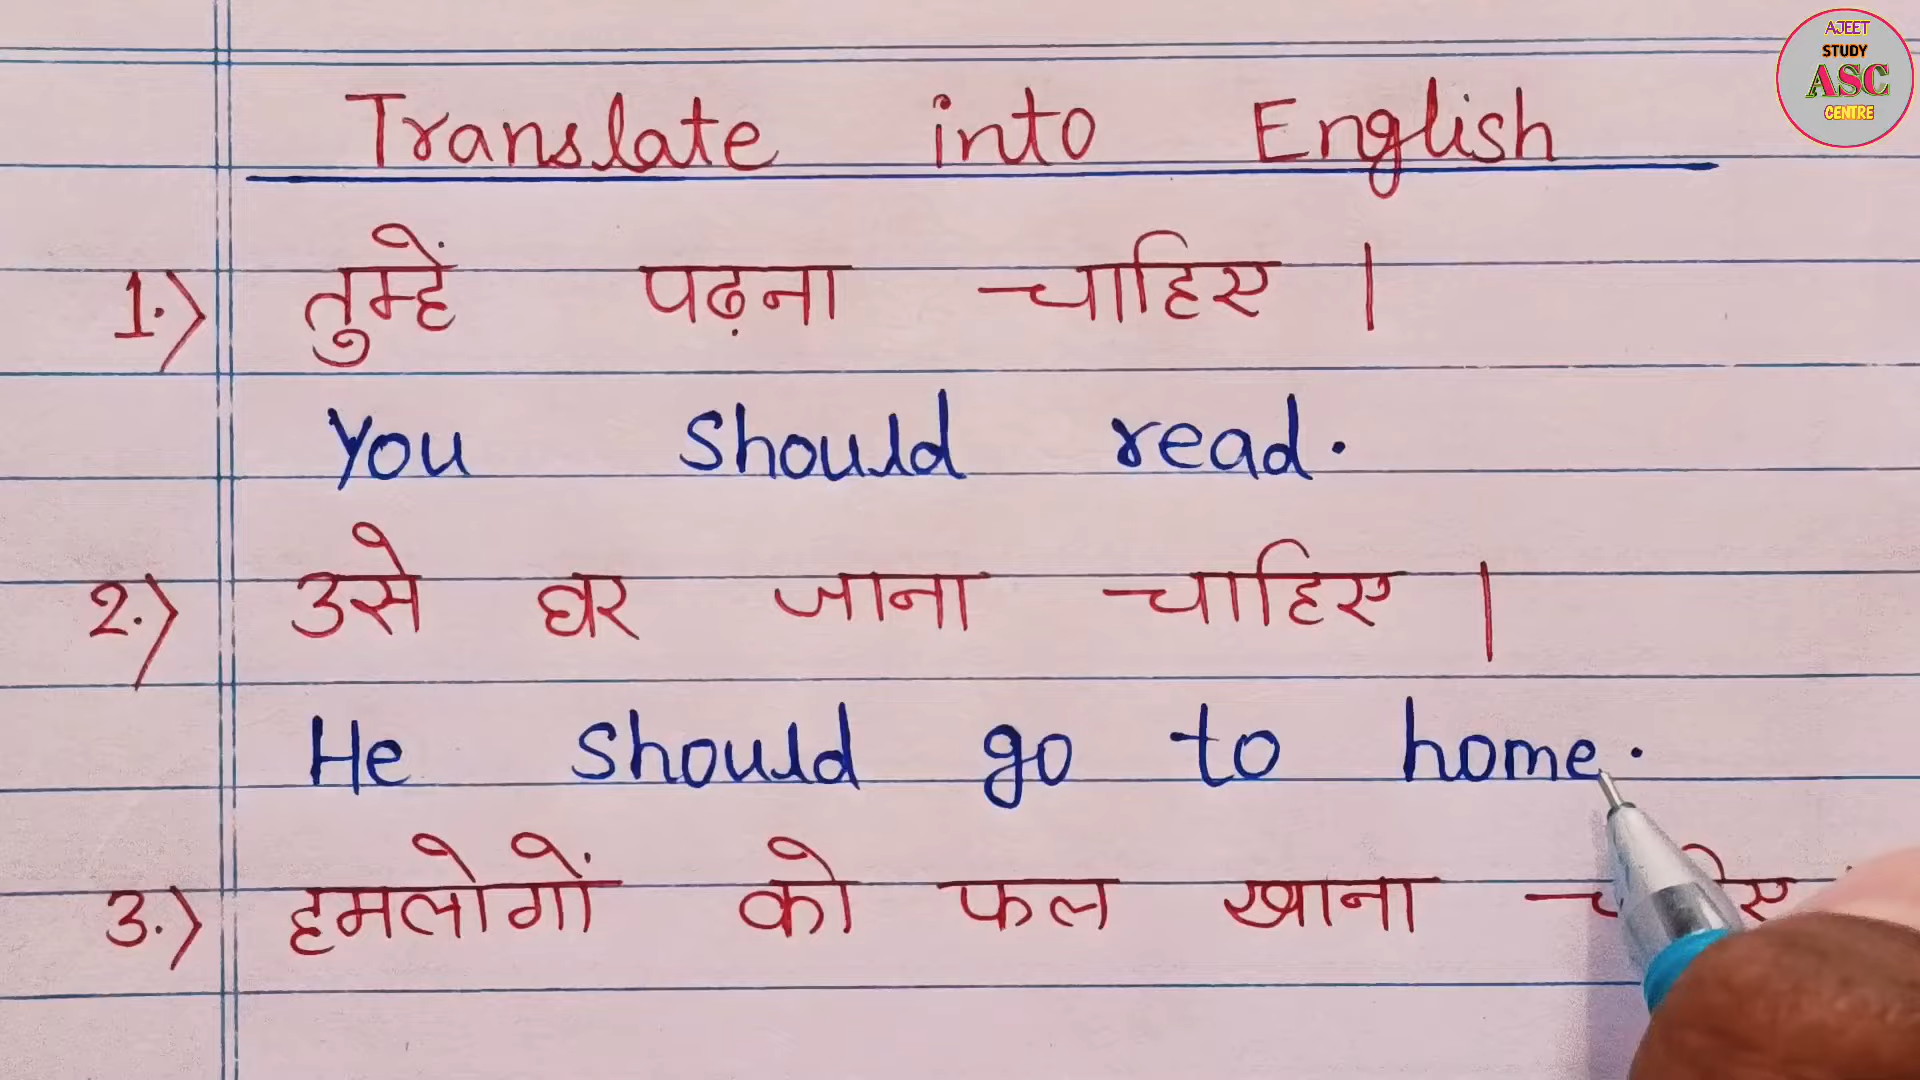 AJEET
STUDY
ASC
CENTRE
Translate into English
1.) तुम्हें पढ़ना चाहिए ।
You should read.
2.) उसे घर जाना चाहिए ।
He should go to home.
3.) हमलोगों को फल खाना